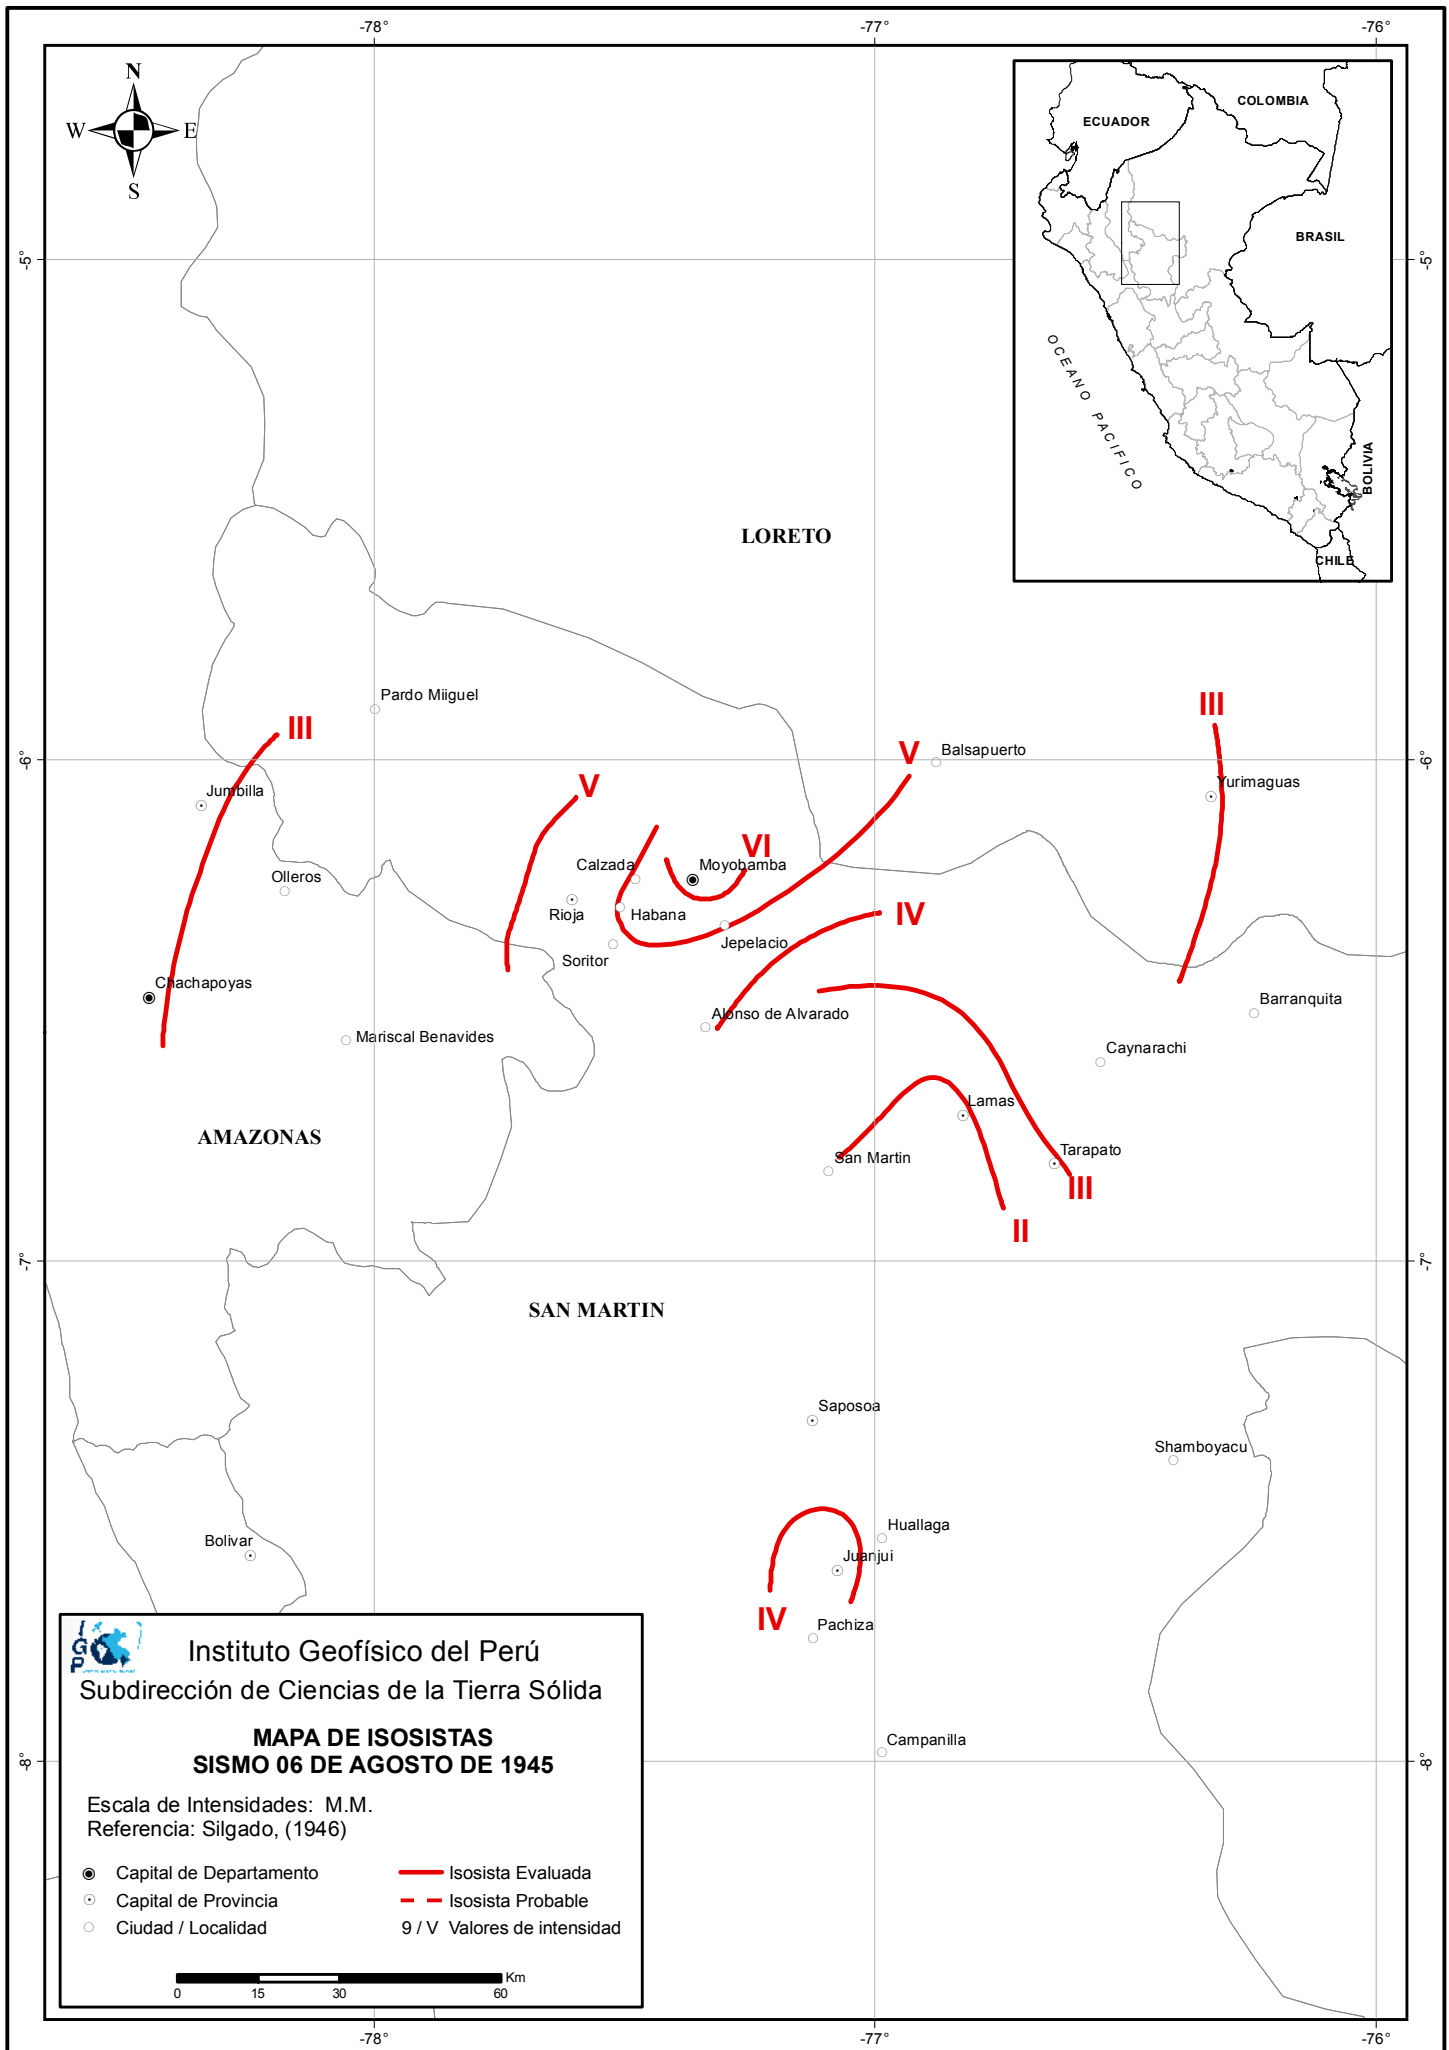 -78°
-77°
-76°
N
W
E
S
COLOMBIA
ECUADOR
BRASIL
OCEANO PACIFICO
BOLIVIA
CHILE
-5°
-5°
LORETO
Pardo Miiguel
III
III
V
Balsapuerto
-6°
-6°
Jumbilla
V
Yurimaguas
VI
Calzada
Moyobamba
Olleros
Rioja
Habana
IV
Jepelacio
Soritor
Chachapoyas
Barranquita
Alonso de Alvarado
Mariscal Benavides
Caynarachi
Lamas
AMAZONAS
San Martin
Tarapato
III
II
-7°
-7°
SAN MARTIN
Saposoa
Shamboyacu
Huallaga
Bolivar
Juanjui
IV
Pachiza
Campanilla
-8°
-8°
IGP
Instituto Geofísico del Perú
Subdirección de Ciencias de la Tierra Sólida
MAPA DE ISOSISTAS
SISMO 06 DE AGOSTO DE 1945
Escala de Intensidades: M.M.
Referencia: Silgado, (1946)
Capital de Departamento
Isosista Evaluada
Capital de Provincia
Isosista Probable
Ciudad / Localidad
9 / V Valores de intensidad
Km
0 15 30 60
-78°
-77°
-76°